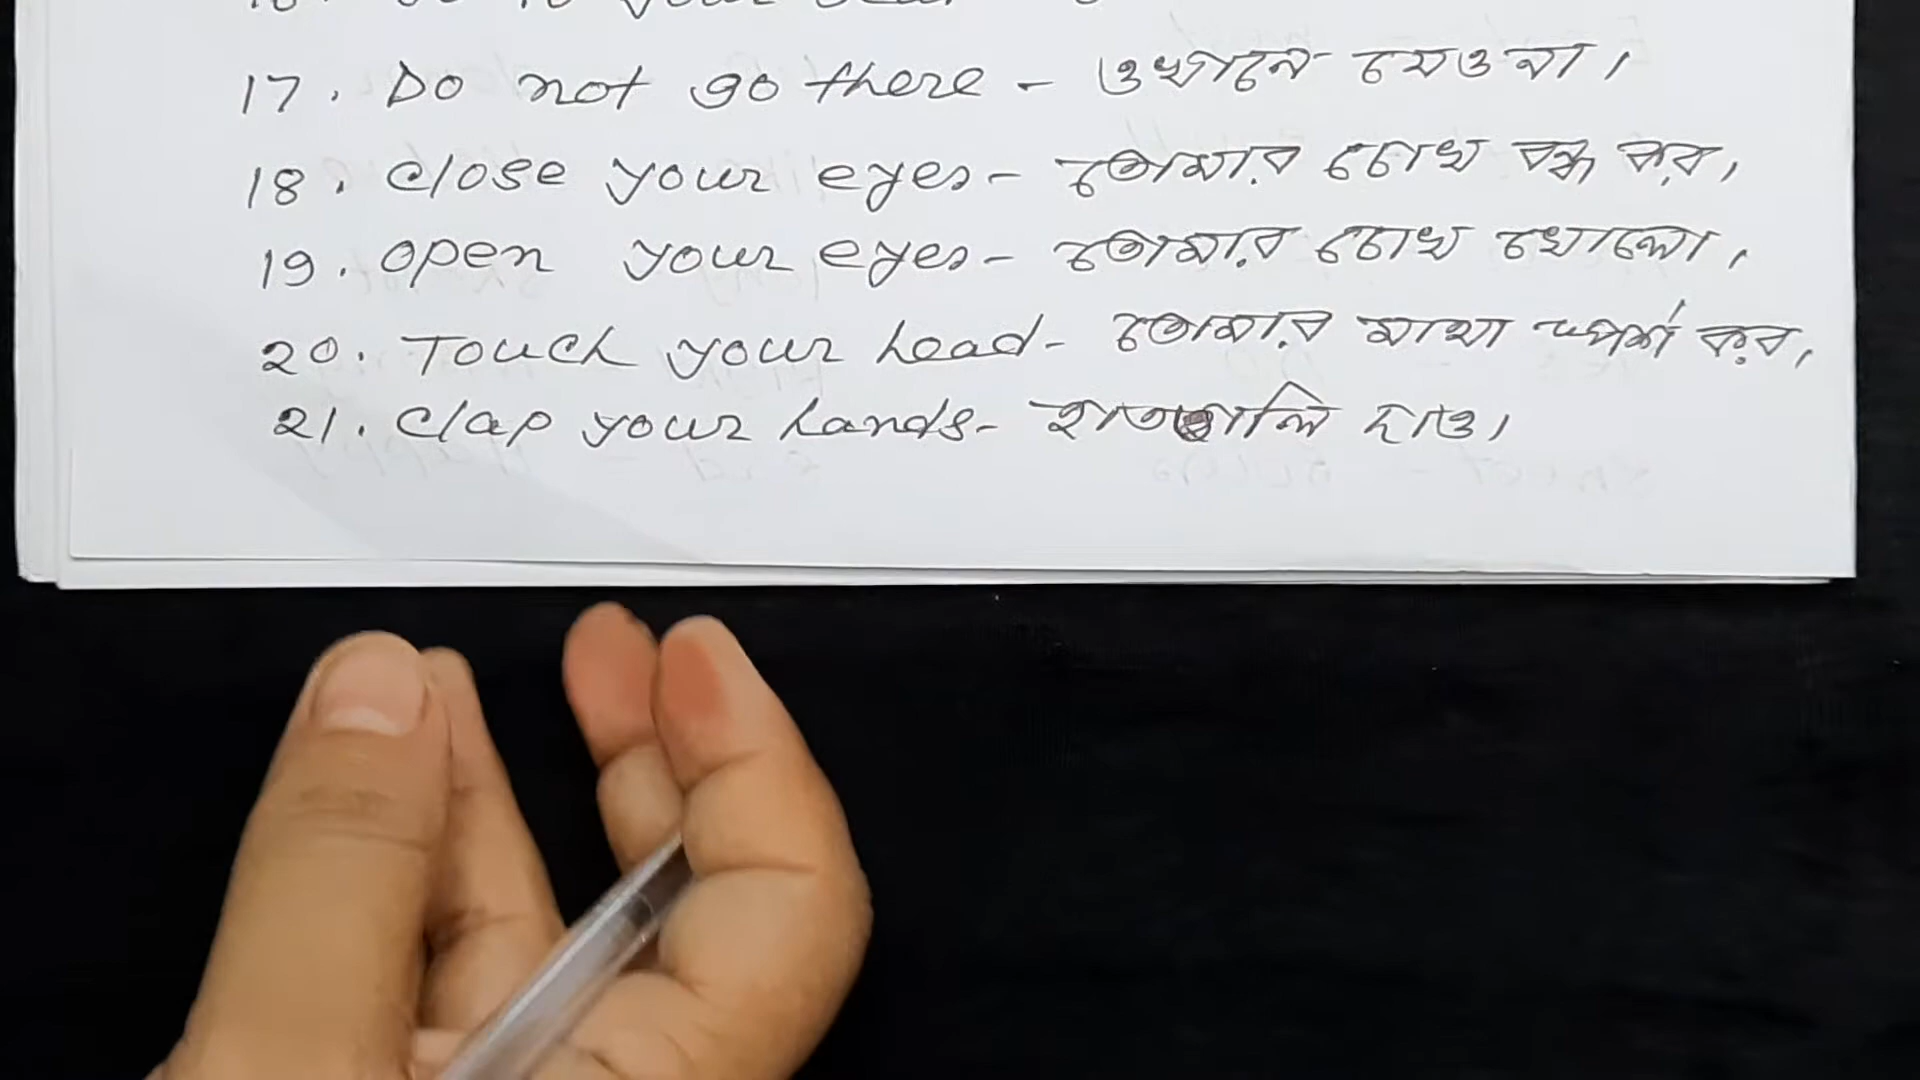 17. Do not go there - ওখানে যেওনা।
18. Close your eyes - তোমার চোখ বন্ধ কর।
19. Open your eyes - তোমার চোখ খোলো।
20. Touch your head - তোমার মাথা স্পর্শ কর।
21. Clap your hands - হাততালি দাও।